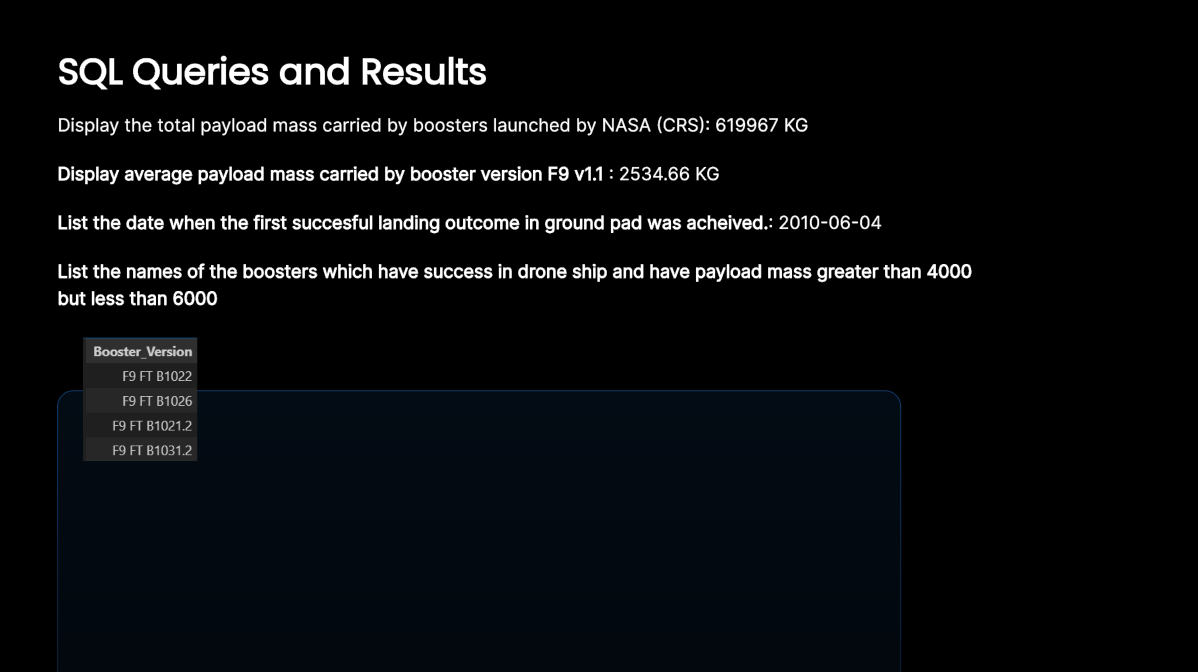 SQL Queries and Results
Display the total payload mass carried by boosters launched by NASA (CRS): 619967 KG
Display average payload mass carried by booster version F9 v1.1 : 2534.66 KG
List the date when the first succesful landing outcome in ground pad was acheived.: 2010-06-04
List the names of the boosters which have success in drone ship and have payload mass greater than 4000
but less than 6000
Booster_Version
F9 FT B1022
F9 FT B1026
F9 FT B1021.2
F9 FT B1031.2